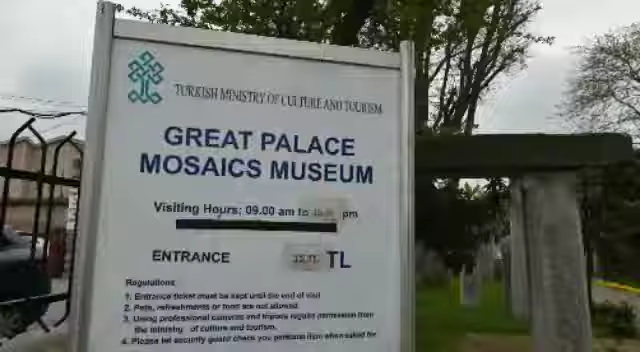 TURKISH MINISTRY OF CULTURE AND TOURISM
GREAT PALACE
MOSAICS MUSEUM
Visiting Hours; 09.00 am to pm
ENTRANCE TL
Regulations
1. Entrance ticket must be kept until the end of visit
2. Pets, refreshments or food are not allowed.
3. Using professional cameras and tripods require permission from
the ministry of culture and tourism.
4. Please let security guard check you persons item when asked for